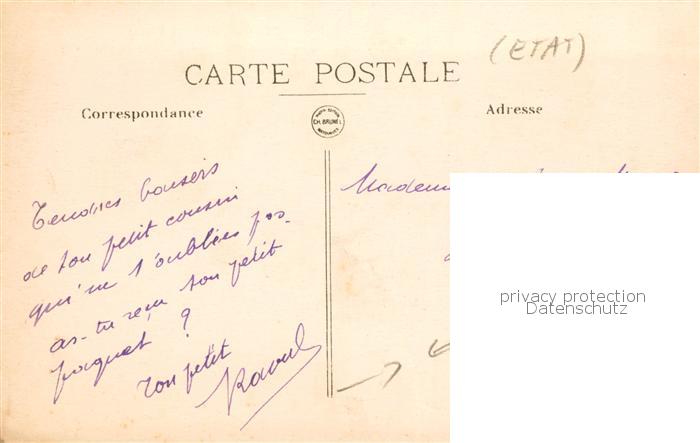 (ETAT)
CARTE POSTALE
Correspondance
Adresse
CH. BRUNEL
Tendres baisers
de ton petit cousin
qui ne t'oublies pas-
as-tu reçu ton petit
paquet ?
ton petit
Raoul
privacy protection
Datenschutz